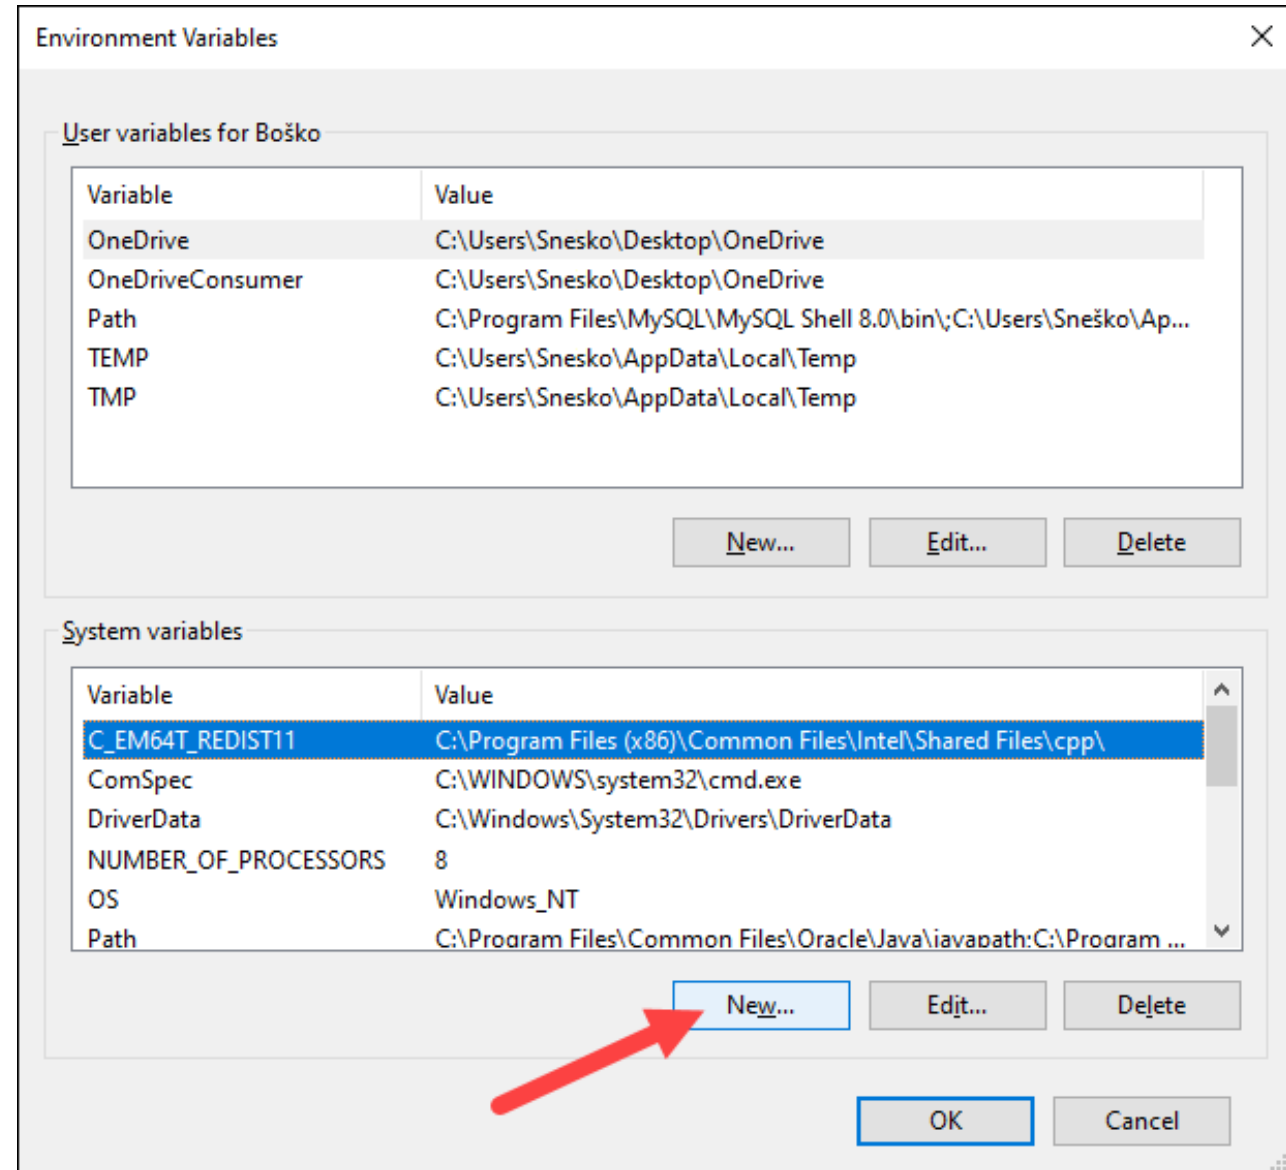 Environment Variables
User variables for Boško
Variable Value
OneDrive C:\Users\Snesko\Desktop\OneDrive
OneDriveConsumer C:\Users\Snesko\Desktop\OneDrive
Path C:\Program Files\MySQL\MySQL Shell 8.0\bin\;C:\Users\Sneško\Ap...
TEMP C:\Users\Snesko\AppData\Local\Temp
TMP C:\Users\Snesko\AppData\Local\Temp
New... Edit... Delete
System variables
Variable Value
C_EM64T_REDIST11 C:\Program Files (x86)\Common Files\Intel\Shared Files\cpp\
ComSpec C:\WINDOWS\system32\cmd.exe
DriverData C:\Windows\System32\Drivers\DriverData
NUMBER_OF_PROCESSORS 8
OS Windows_NT
Path C:\Program Files\Common Files\Oracle\Java\javapath;C:\Program ...
New... Edit... Delete
OK Cancel